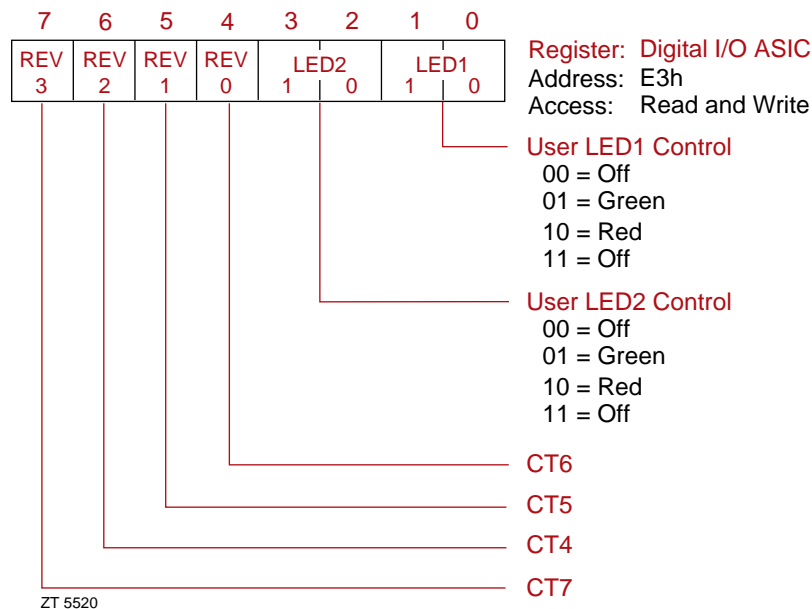 7 6 5 4 3 2 1 0
REV REV REV REV LED2 LED1
3 2 1 0 1 0 1 0
Register: Digital I/O ASIC
Address: E3h
Access: Read and Write
User LED1 Control
00 = Off
01 = Green
10 = Red
11 = Off
User LED2 Control
00 = Off
01 = Green
10 = Red
11 = Off
CT6
CT5
CT4
CT7
ZT 5520